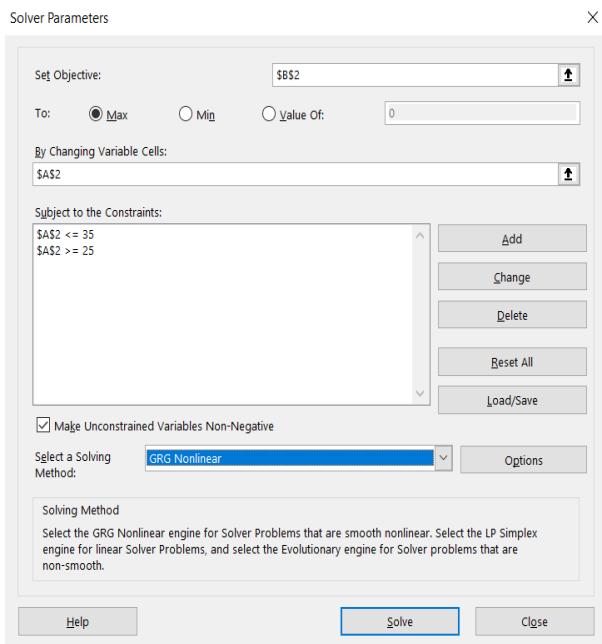 Solver Parameters
Set Objective: $B$2
To: Max Min Value Of: 0
By Changing Variable Cells:
$A$2
Subject to the Constraints:
$A$2 <= 35
$A$2 >= 25
Add
Change
Delete
Reset All
Load/Save
Make Unconstrained Variables Non-Negative
Select a Solving
Method:
GRG Nonlinear
Options
Solving Method
Select the GRG Nonlinear engine for Solver Problems that are smooth nonlinear. Select the LP Simplex
engine for linear Solver Problems, and select the Evolutionary engine for Solver problems that are
non-smooth.
Help
Solve
Close